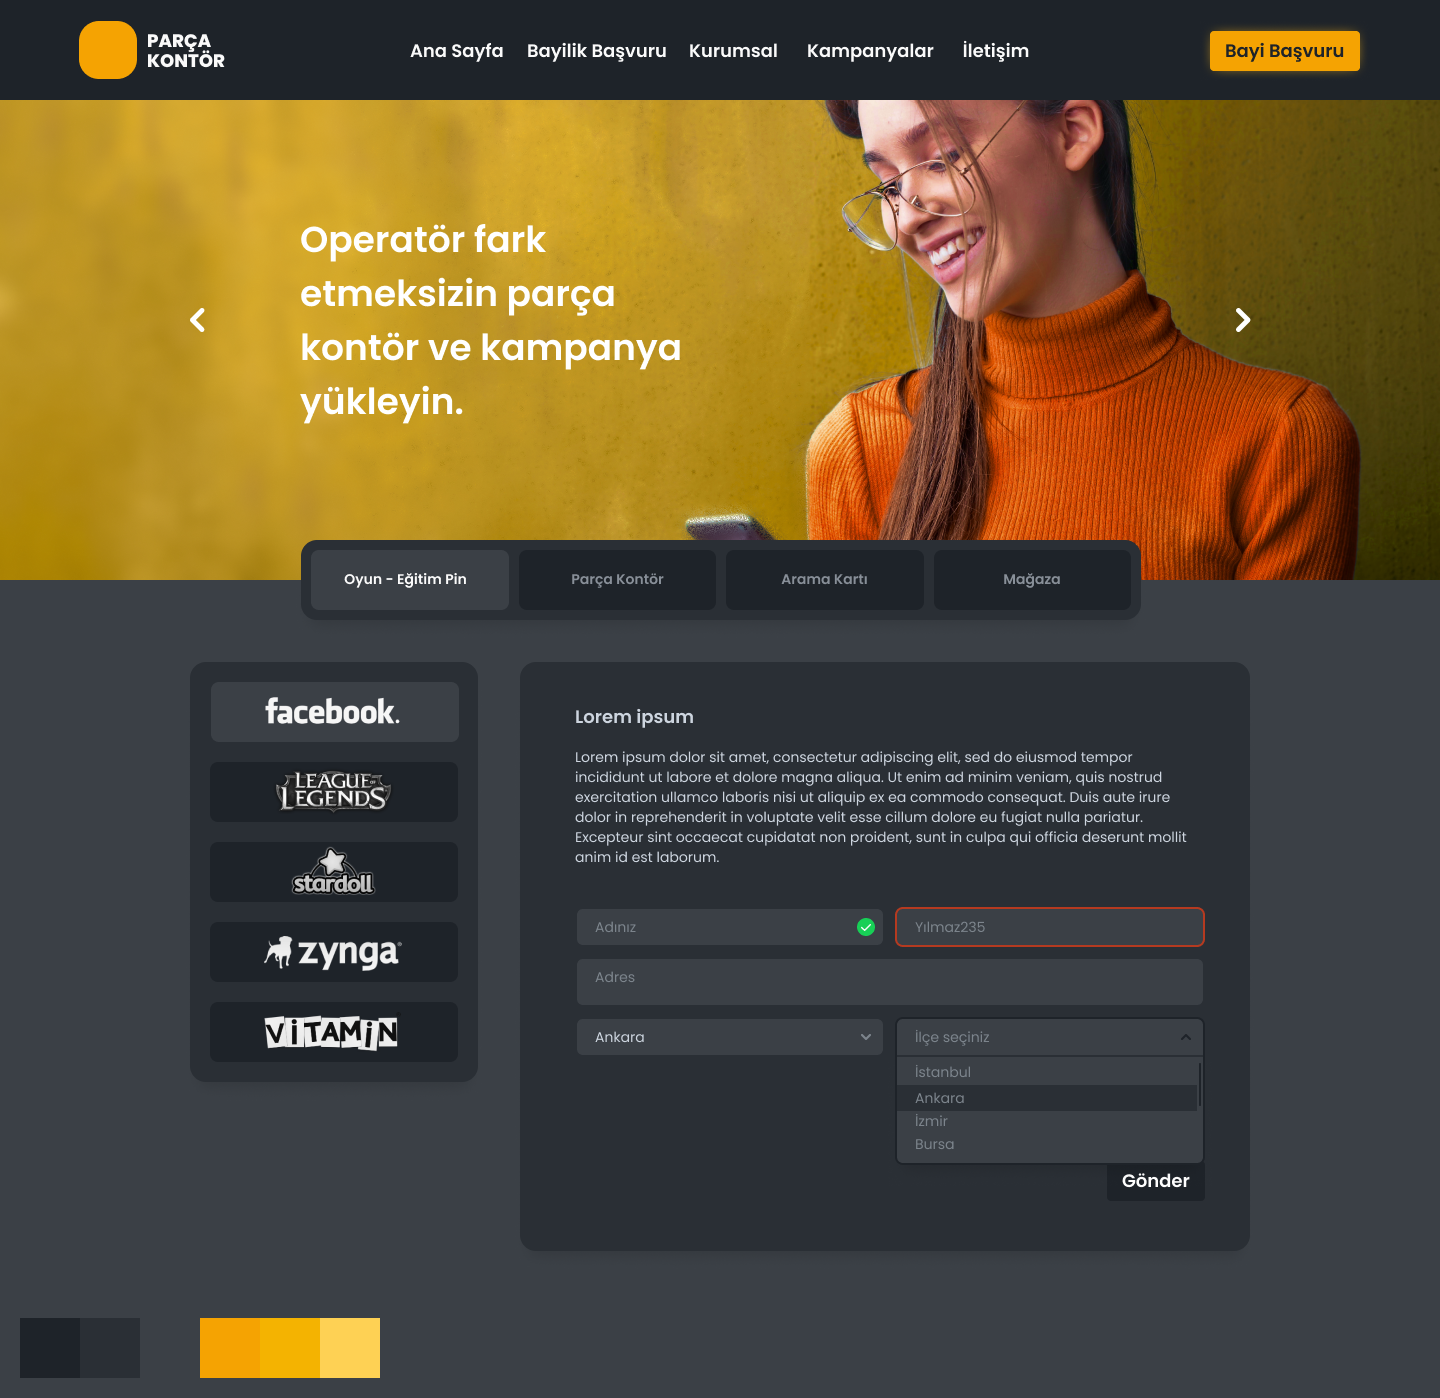 PARÇA
KONTÖR
Ana Sayfa
Bayilik Başvuru
Kurumsal
Kampanyalar
İletişim
Bayi Başvuru
Operatör fark
etmeksizin parça
kontör ve kampanya
yükleyin.
Oyun - Eğitim Pin
Parça Kontör
Arama Kartı
Mağaza
facebook.
LEAGUE OF
LEGENDS
stardoll
zynga
VİTAMİN
Lorem ipsum
Lorem ipsum dolor sit amet, consectetur adipiscing elit, sed do eiusmod tempor
incididunt ut labore et dolore magna aliqua. Ut enim ad minim veniam, quis nostrud
exercitation ullamco laboris nisi ut aliquip ex ea commodo consequat. Duis aute irure
dolor in reprehenderit in voluptate velit esse cillum dolore eu fugiat nulla pariatur.
Excepteur sint occaecat cupidatat non proident, sunt in culpa qui officia deserunt mollit
anim id est laborum.
Adınız
Yılmaz235
Adres
Ankara
İlçe seçiniz
İstanbul
Ankara
İzmir
Bursa
Gönder